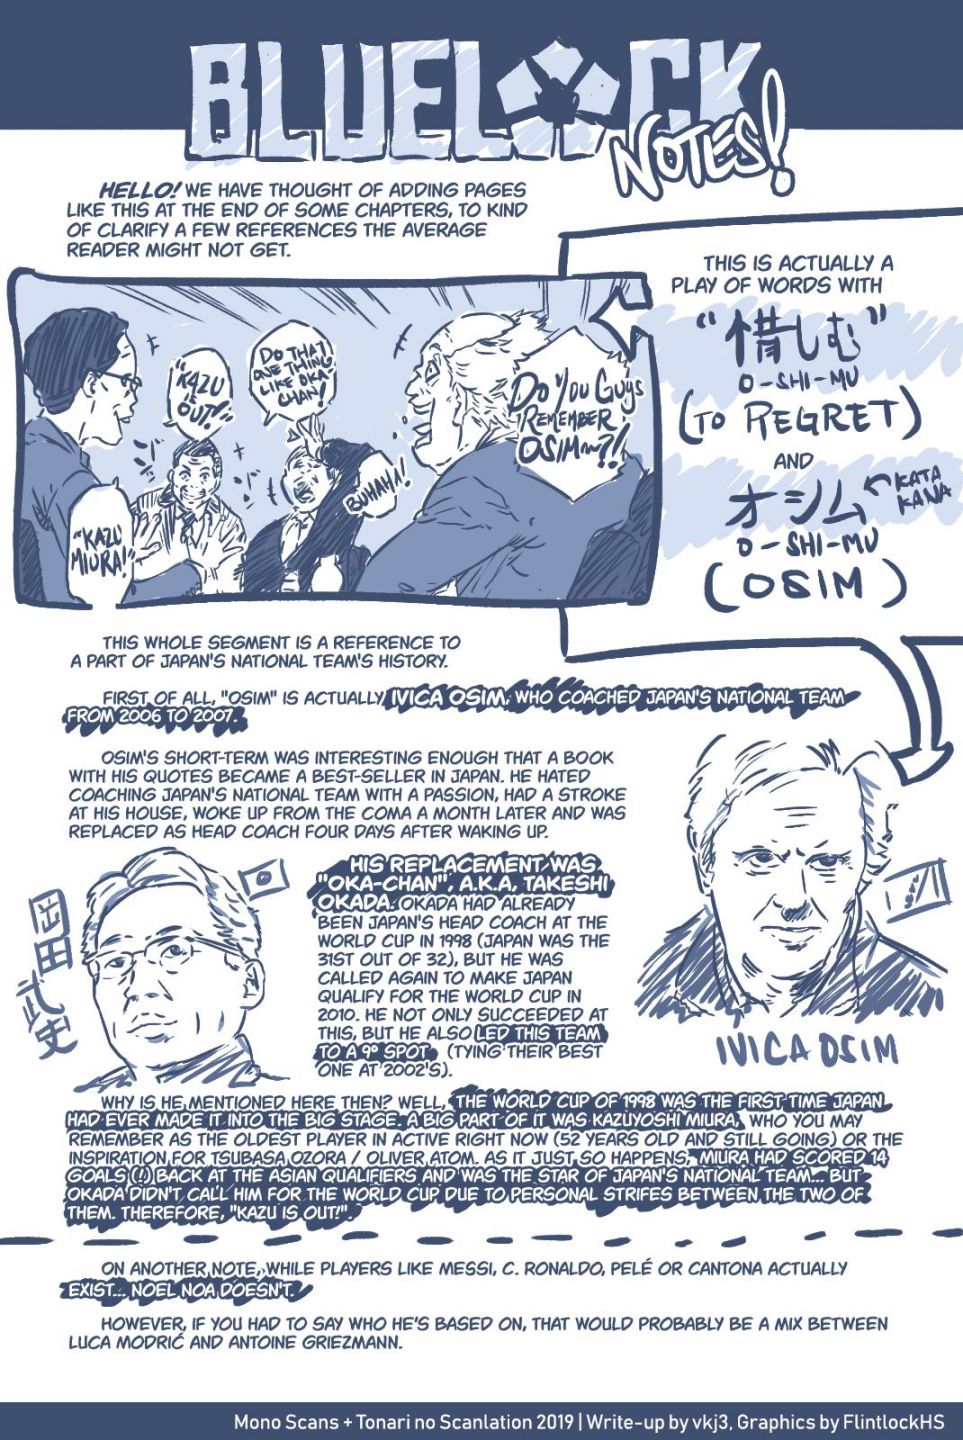 BLUELOCK
NOTES!
HELLO! WE HAVE THOUGHT OF ADDING PAGES
LIKE THIS AT THE END OF SOME CHAPTERS, TO KIND
OF CLARIFY A FEW REFERENCES THE AVERAGE
READER MIGHT NOT GET.
"KAZU
MIURA!"
"KAZU
IS
OUT!"
DO THAT
ONE THING
LIKE OKA-
CHAN!
BUHAHA!
DO YOU GUYS
REMEMBER
OSIM~?!
THIS IS ACTUALLY A
PLAY OF WORDS WITH
"惜しむ"
O-SHI-MU
(TO REGRET)
AND
オシム
KATA
KANA
O-SHI-MU
(OSIM)
THIS WHOLE SEGMENT IS A REFERENCE TO
A PART OF JAPAN'S NATIONAL TEAM'S HISTORY.
FIRST OF ALL, "OSIM" IS ACTUALLY IVICA OSIM, WHO COACHED JAPAN'S NATIONAL TEAM
FROM 2006 TO 2007.
OSIM'S SHORT-TERM WAS INTERESTING ENOUGH THAT A BOOK
WITH HIS QUOTES BECAME A BEST-SELLER IN JAPAN. HE HATED
COACHING JAPAN'S NATIONAL TEAM WITH A PASSION, HAD A STROKE
AT HIS HOUSE, WOKE UP FROM THE COMA A MONTH LATER AND WAS
REPLACED AS HEAD COACH FOUR DAYS AFTER WAKING UP.
岡田武史
HIS REPLACEMENT WAS
"OKA-CHAN", A.K.A, TAKESHI
OKADA. OKADA HAD ALREADY
BEEN JAPAN'S HEAD COACH AT THE
WORLD CUP IN 1998 (JAPAN WAS THE
31ST OUT OF 32), BUT HE WAS
CALLED AGAIN TO MAKE JAPAN
QUALIFY FOR THE WORLD CUP IN
2010. HE NOT ONLY SUCCEEDED AT
THIS, BUT HE ALSO LED THIS TEAM
TO A 9º SPOT (TYING THEIR BEST
ONE AT 2002'S).
IVICA OSIM
WHY IS HE MENTIONED HERE THEN? WELL, THE WORLD CUP OF 1998 WAS THE FIRST TIME JAPAN
HAD EVER MADE IT INTO THE BIG STAGE. A BIG PART OF IT WAS KAZUYOSHI MIURA, WHO YOU MAY
REMEMBER AS THE OLDEST PLAYER IN ACTIVE RIGHT NOW (52 YEARS OLD AND STILL GOING) OR THE
INSPIRATION FOR TSUBASA OZORA / OLIVER ATOM. AS IT JUST SO HAPPENS, MIURA HAD SCORED 14
GOALS (!) BACK AT THE ASIAN QUALIFIERS AND WAS THE STAR OF JAPAN'S NATIONAL TEAM... BUT
OKADA DIDN'T CALL HIM FOR THE WORLD CUP DUE TO PERSONAL STRIFES BETWEEN THE TWO OF
THEM. THEREFORE, "KAZU IS OUT!".
ON ANOTHER NOTE, WHILE PLAYERS LIKE MESSI, C. RONALDO, PELÉ OR CANTONA ACTUALLY
EXIST... NOEL NOA DOESN'T.
HOWEVER, IF YOU HAD TO SAY WHO HE'S BASED ON, THAT WOULD PROBABLY BE A MIX BETWEEN
LUCA MODRIĆ AND ANTOINE GRIEZMANN.
Mono Scans + Tonari no Scanlation 2019 | Write-up by vkj3, Graphics by FlintlockHS